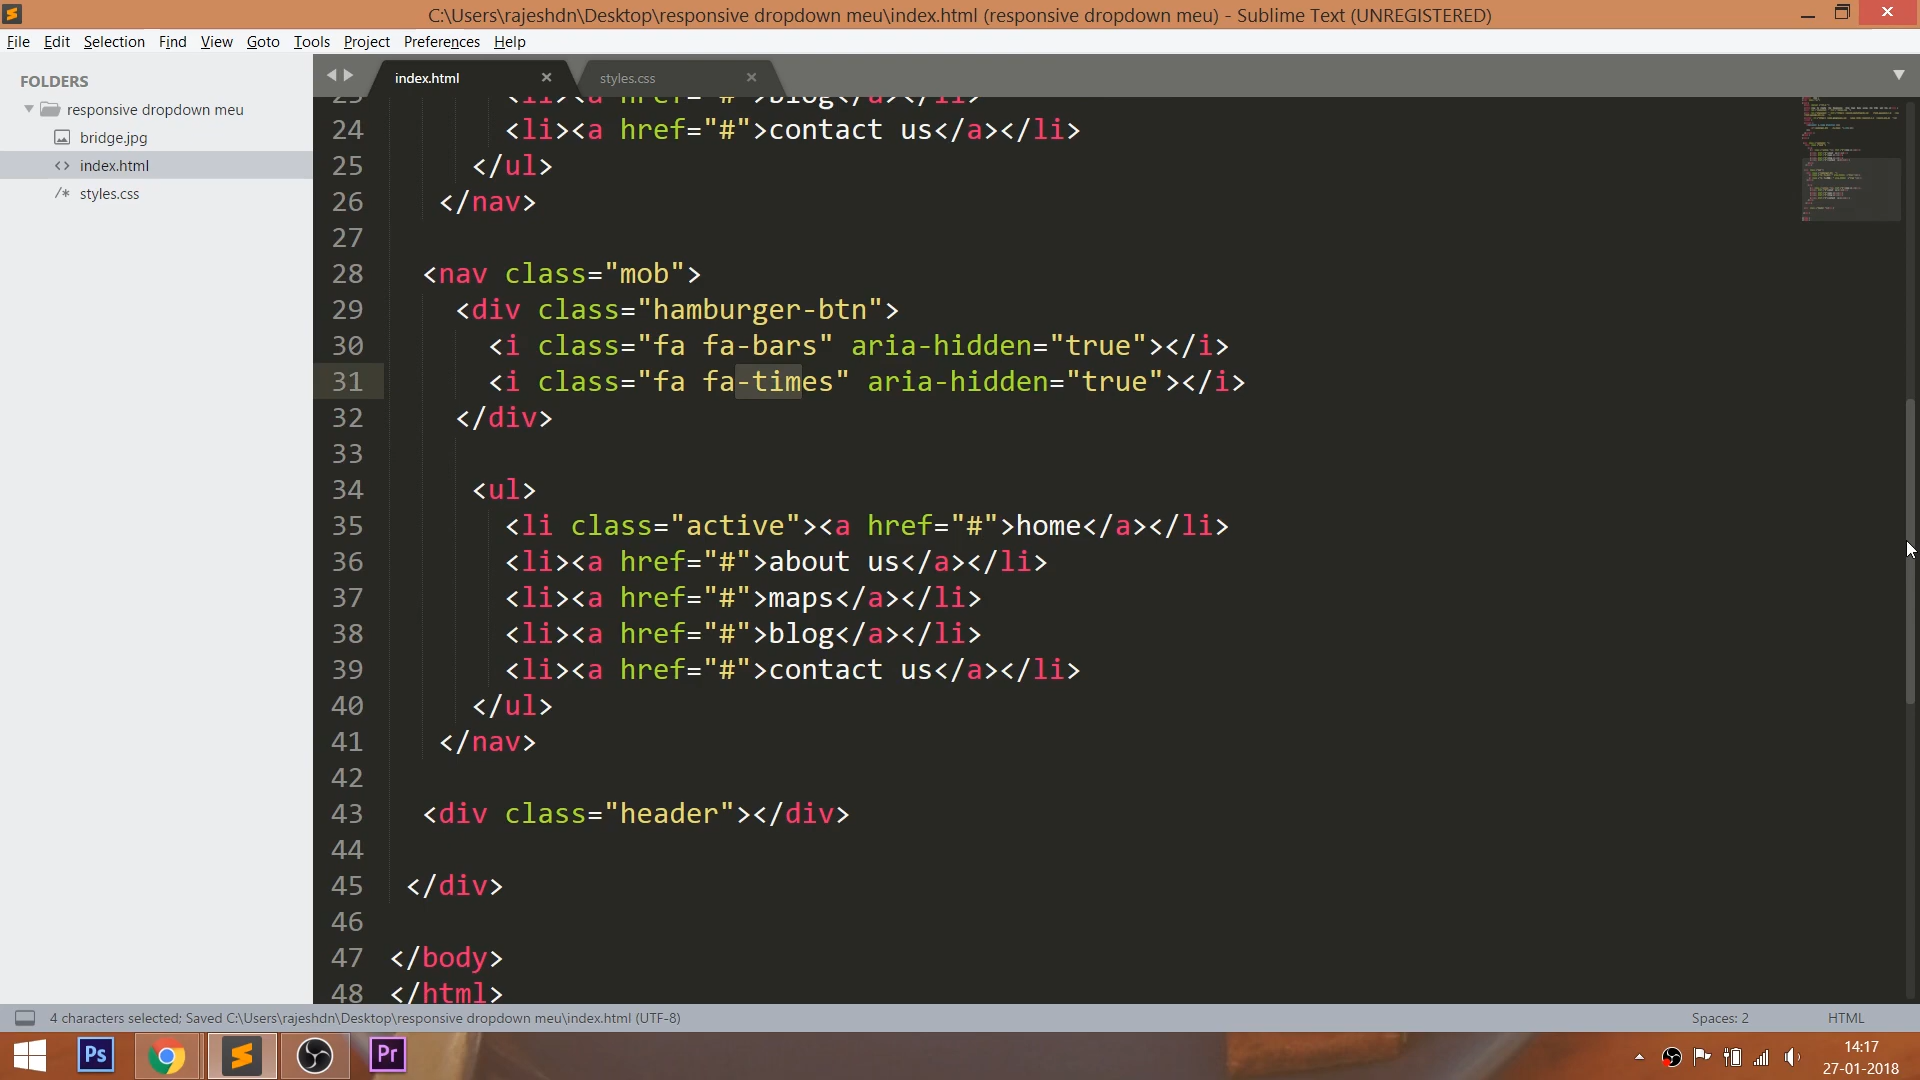 C:\Users\rajeshdn\Desktop\responsive dropdown meu\index.html (responsive dropdown meu) - Sublime Text (UNREGISTERED)
File Edit Selection Find View Goto Tools Project Preferences Help
FOLDERS
responsive dropdown meu
bridge.jpg
<> index.html
/* styles.css
index.html × styles.css ×
23 <li><a href="#">blog</a></li>
24 <li><a href="#">contact us</a></li>
25 </ul>
26 </nav>
27
28 <nav class="mob">
29 <div class="hamburger-btn">
30 <i class="fa fa-bars" aria-hidden="true"></i>
31 <i class="fa fa-times" aria-hidden="true"></i>
32 </div>
33
34 <ul>
35 <li class="active"><a href="#">home</a></li>
36 <li><a href="#">about us</a></li>
37 <li><a href="#">maps</a></li>
38 <li><a href="#">blog</a></li>
39 <li><a href="#">contact us</a></li>
40 </ul>
41 </nav>
42
43 <div class="header"></div>
44
45 </div>
46
47 </body>
48 </html>
4 characters selected; Saved C:\Users\rajeshdn\Desktop\responsive dropdown meu\index.html (UTF-8) Spaces: 2 HTML
Ps Pr
14:17
27-01-2018